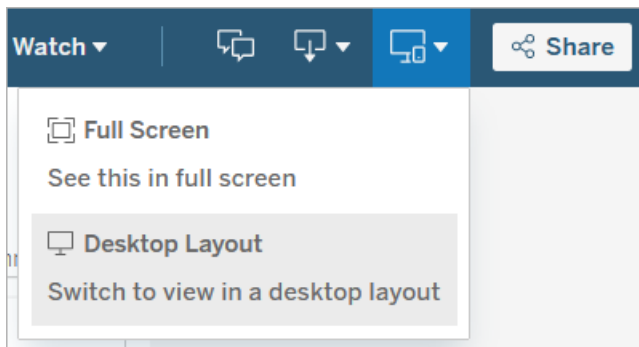 Watch
Share
Full Screen
See this in full screen
Desktop Layout
Switch to view in a desktop layout